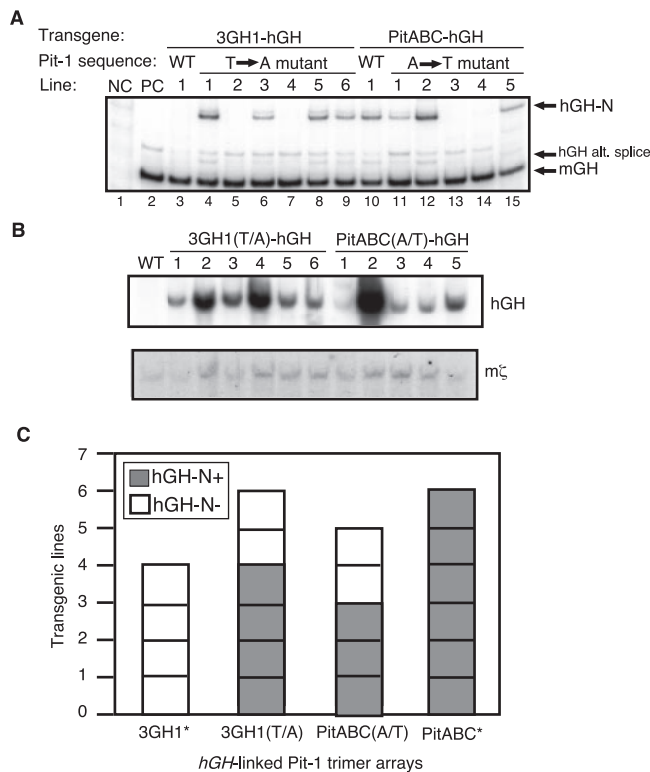 A
Transgene: 3GH1-hGH PitABC-hGH
Pit-1 sequence: WT T→A mutant WT A→T mutant
Line: NC PC 1 1 2 3 4 5 6 1 1 2 3 4 5
hGH-N
hGH alt. splice
mGH
1 2 3 4 5 6 7 8 9 10 11 12 13 14 15
B
3GH1(T/A)-hGH PitABC(A/T)-hGH
WT 1 2 3 4 5 6 1 2 3 4 5
hGH
mζ
C
7
6
5
4
3
2
1
0
Transgenic lines
hGH-N+
hGH-N-
3GH1* 3GH1(T/A) PitABC(A/T) PitABC*
hGH-linked Pit-1 trimer arrays